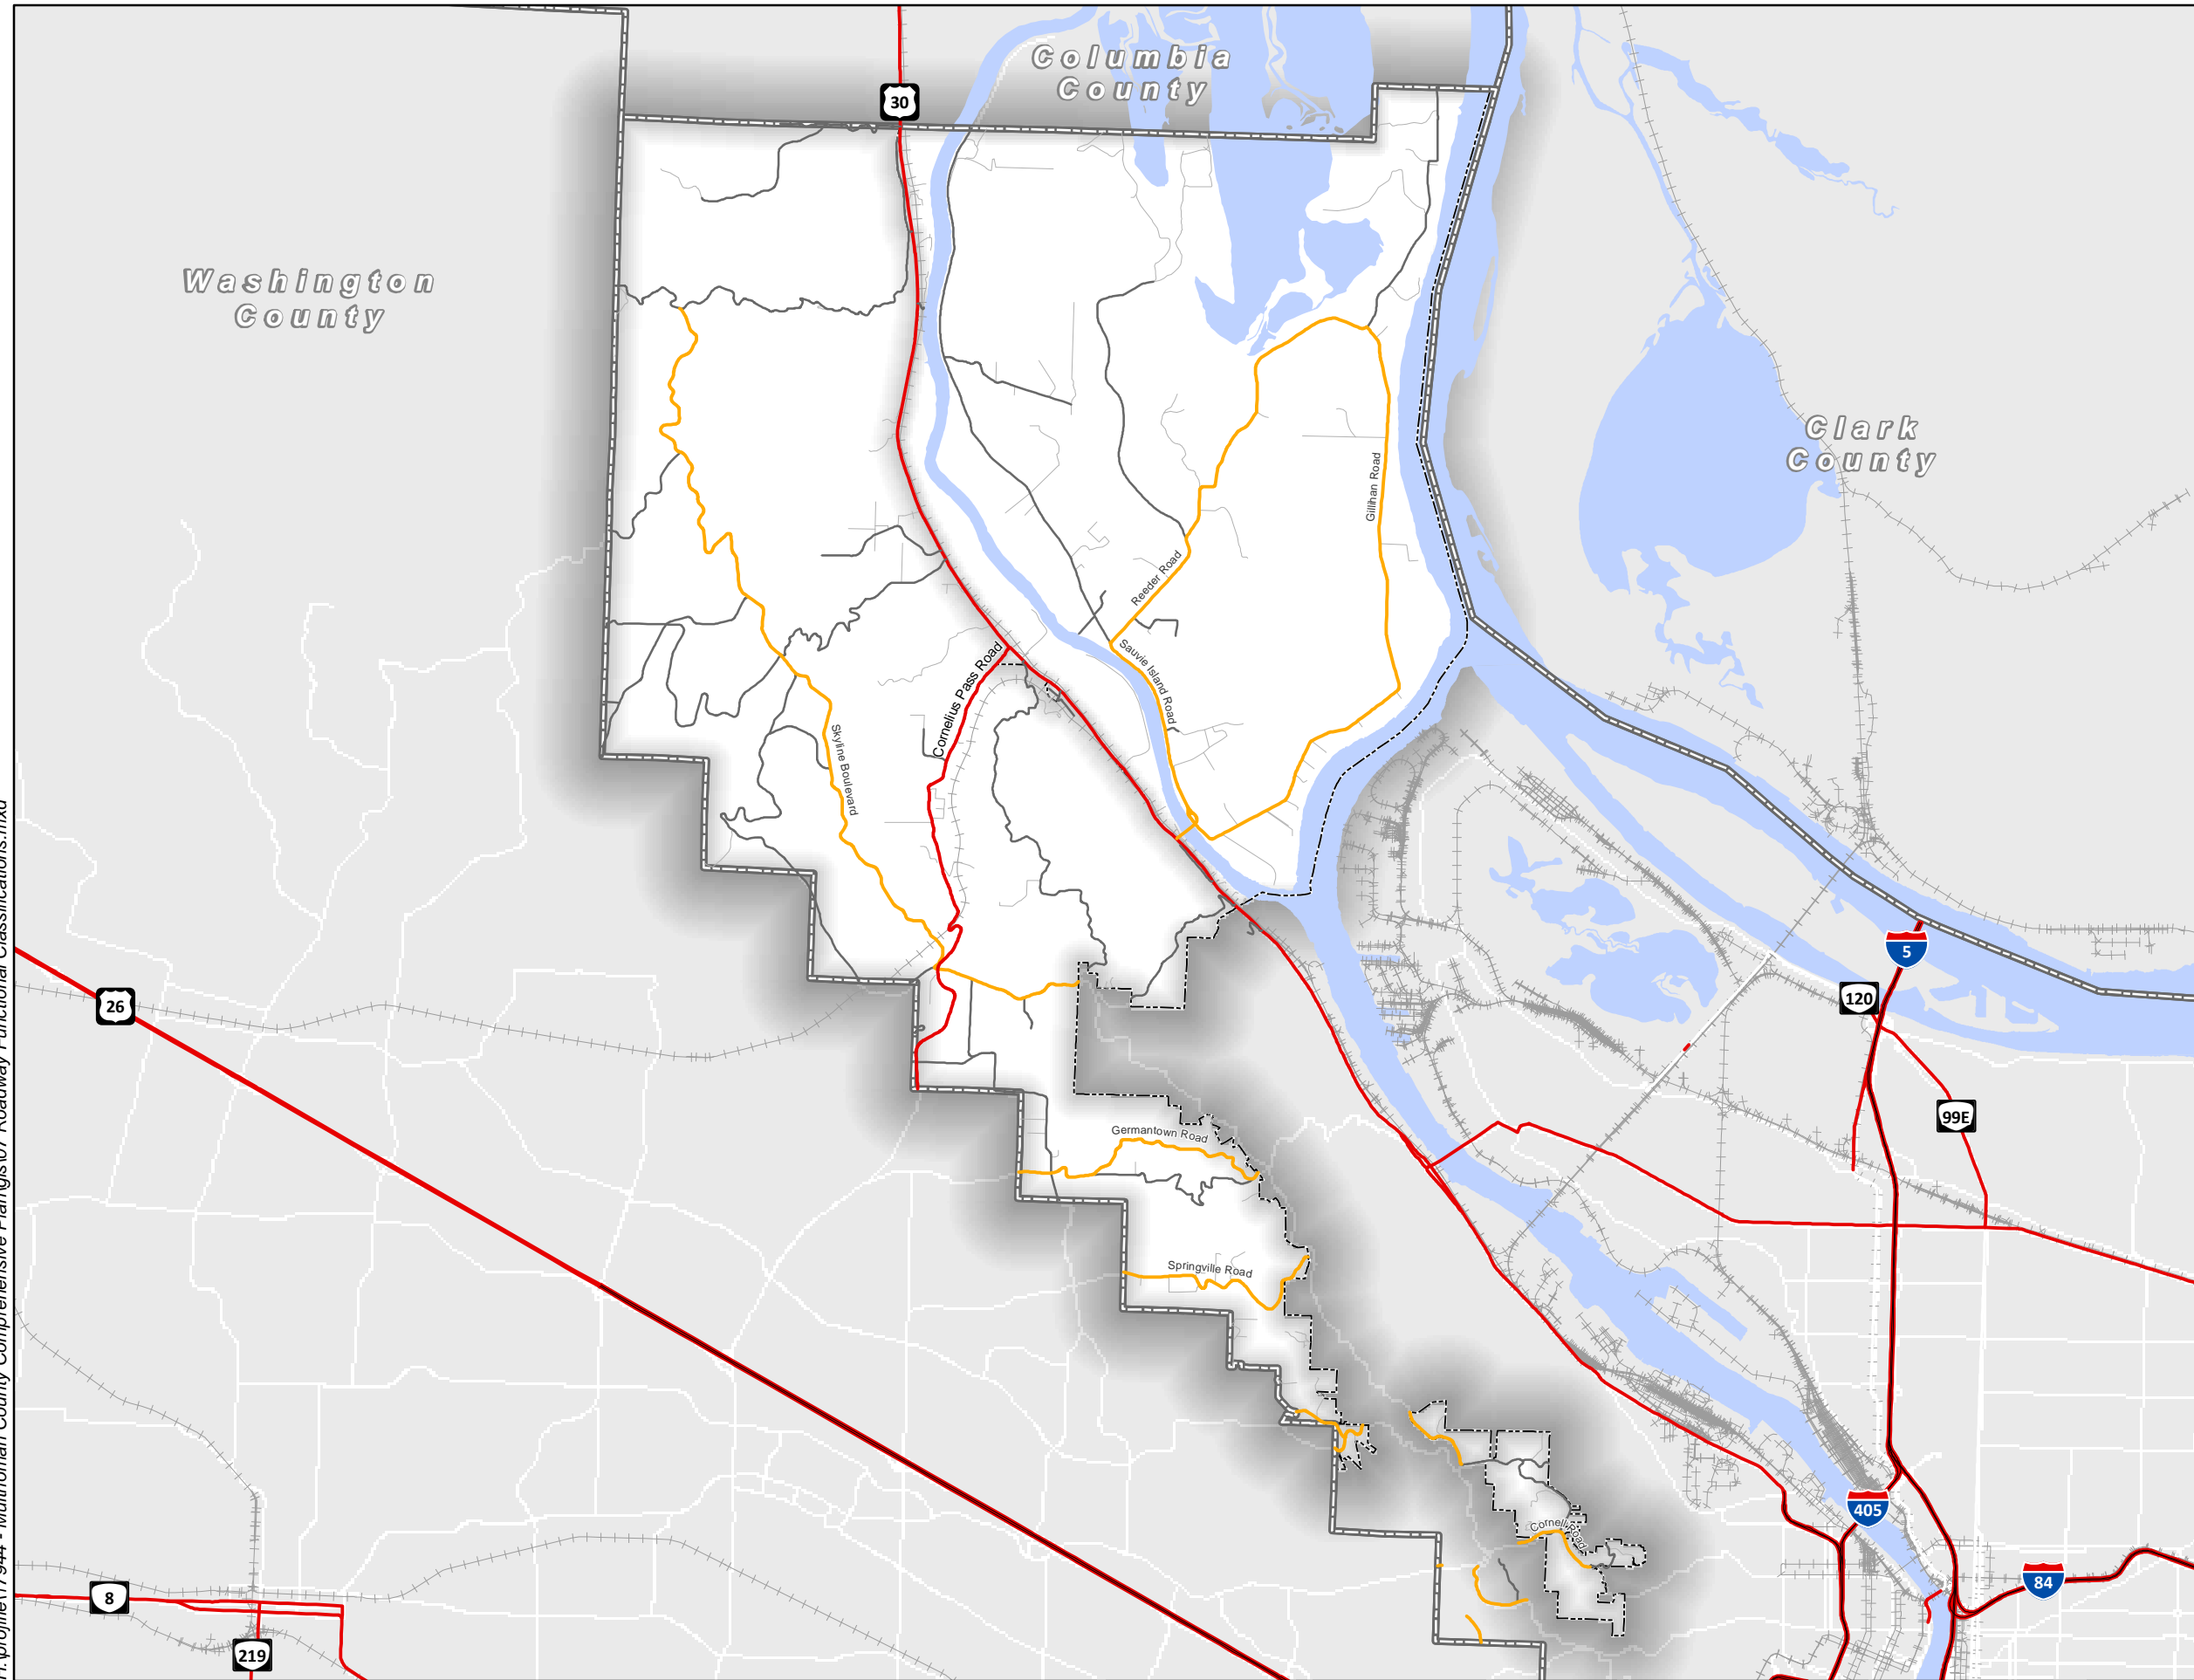 Columbia
County
30
Washington
County
Clark
County
Gillihan Road
Reeder Road
Sauvie Island Road
Cornelius Pass Road
Skyline Boulevard
5
26
120
99E
Germantown Road
Springville Road
405
Cornell Road
84
8
219
- Multnomah County Comprehensive Plan\gis\07 Roadway Functional Classifications.mxd